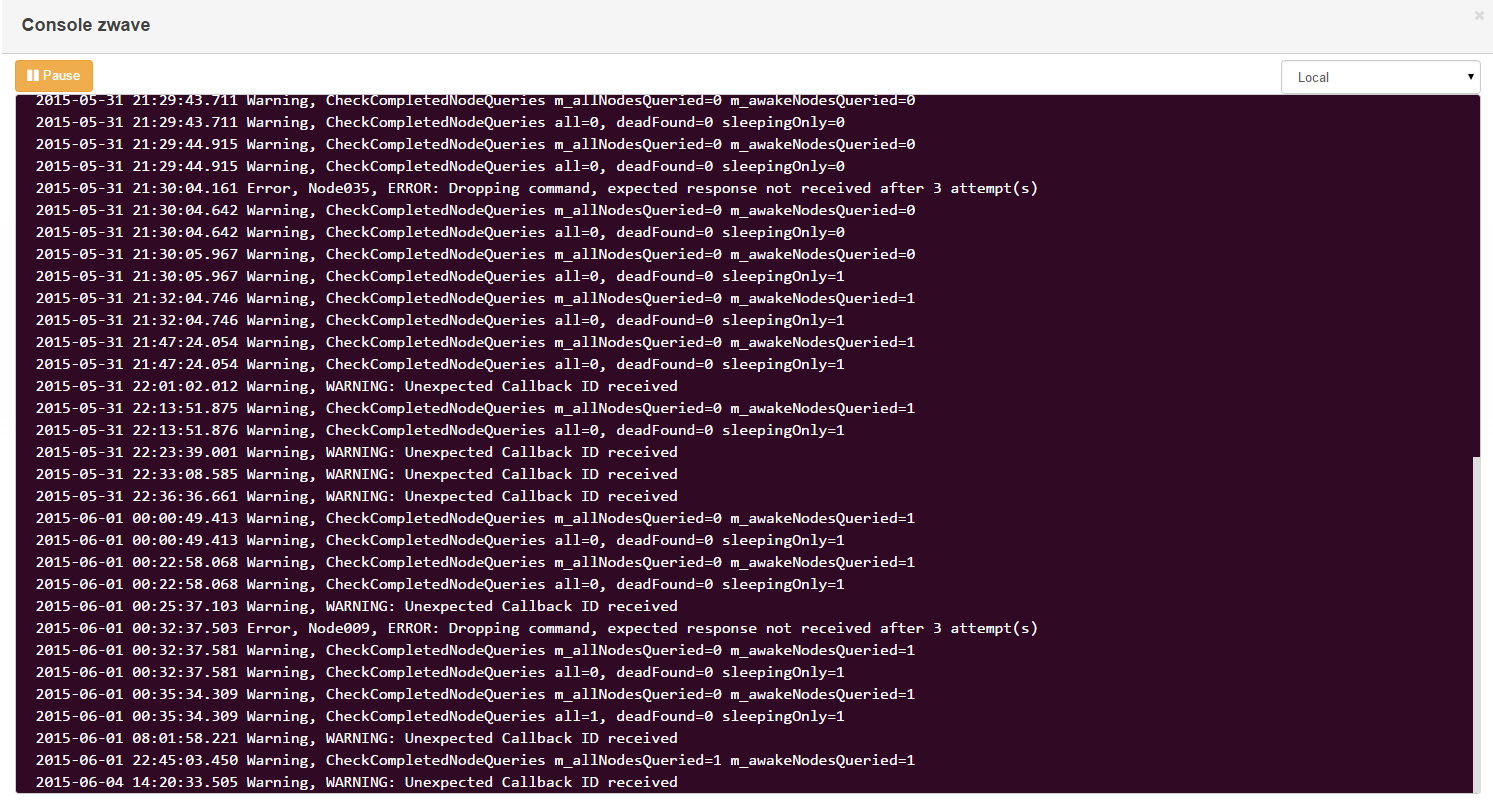 Console zwave
×
Pause
Local
2015-05-31 21:29:43.711 Warning, CheckCompletedNodeQueries m_allNodesQueried=0 m_awakeNodesQueried=0
2015-05-31 21:29:43.711 Warning, CheckCompletedNodeQueries all=0, deadFound=0 sleepingOnly=0
2015-05-31 21:29:44.915 Warning, CheckCompletedNodeQueries m_allNodesQueried=0 m_awakeNodesQueried=0
2015-05-31 21:29:44.915 Warning, CheckCompletedNodeQueries all=0, deadFound=0 sleepingOnly=0
2015-05-31 21:30:04.161 Error, Node035, ERROR: Dropping command, expected response not received after 3 attempt(s)
2015-05-31 21:30:04.642 Warning, CheckCompletedNodeQueries m_allNodesQueried=0 m_awakeNodesQueried=0
2015-05-31 21:30:04.642 Warning, CheckCompletedNodeQueries all=0, deadFound=0 sleepingOnly=0
2015-05-31 21:30:05.967 Warning, CheckCompletedNodeQueries m_allNodesQueried=0 m_awakeNodesQueried=0
2015-05-31 21:30:05.967 Warning, CheckCompletedNodeQueries all=0, deadFound=0 sleepingOnly=1
2015-05-31 21:32:04.746 Warning, CheckCompletedNodeQueries m_allNodesQueried=0 m_awakeNodesQueried=1
2015-05-31 21:32:04.746 Warning, CheckCompletedNodeQueries all=0, deadFound=0 sleepingOnly=1
2015-05-31 21:47:24.054 Warning, CheckCompletedNodeQueries m_allNodesQueried=0 m_awakeNodesQueried=1
2015-05-31 21:47:24.054 Warning, CheckCompletedNodeQueries all=0, deadFound=0 sleepingOnly=1
2015-05-31 22:01:02.012 Warning, WARNING: Unexpected Callback ID received
2015-05-31 22:13:51.875 Warning, CheckCompletedNodeQueries m_allNodesQueried=0 m_awakeNodesQueried=1
2015-05-31 22:13:51.876 Warning, CheckCompletedNodeQueries all=0, deadFound=0 sleepingOnly=1
2015-05-31 22:23:39.001 Warning, WARNING: Unexpected Callback ID received
2015-05-31 22:33:08.585 Warning, WARNING: Unexpected Callback ID received
2015-05-31 22:36:36.661 Warning, WARNING: Unexpected Callback ID received
2015-06-01 00:00:49.413 Warning, CheckCompletedNodeQueries m_allNodesQueried=0 m_awakeNodesQueried=1
2015-06-01 00:00:49.413 Warning, CheckCompletedNodeQueries all=0, deadFound=0 sleepingOnly=1
2015-06-01 00:22:58.068 Warning, CheckCompletedNodeQueries m_allNodesQueried=0 m_awakeNodesQueried=1
2015-06-01 00:22:58.068 Warning, CheckCompletedNodeQueries all=0, deadFound=0 sleepingOnly=1
2015-06-01 00:25:37.103 Warning, WARNING: Unexpected Callback ID received
2015-06-01 00:32:37.503 Error, Node009, ERROR: Dropping command, expected response not received after 3 attempt(s)
2015-06-01 00:32:37.581 Warning, CheckCompletedNodeQueries m_allNodesQueried=0 m_awakeNodesQueried=1
2015-06-01 00:32:37.581 Warning, CheckCompletedNodeQueries all=0, deadFound=0 sleepingOnly=1
2015-06-01 00:35:34.309 Warning, CheckCompletedNodeQueries m_allNodesQueried=0 m_awakeNodesQueried=1
2015-06-01 00:35:34.309 Warning, CheckCompletedNodeQueries all=1, deadFound=0 sleepingOnly=1
2015-06-01 08:01:58.221 Warning, WARNING: Unexpected Callback ID received
2015-06-01 22:45:03.450 Warning, CheckCompletedNodeQueries m_allNodesQueried=1 m_awakeNodesQueried=1
2015-06-04 14:20:33.505 Warning, WARNING: Unexpected Callback ID received